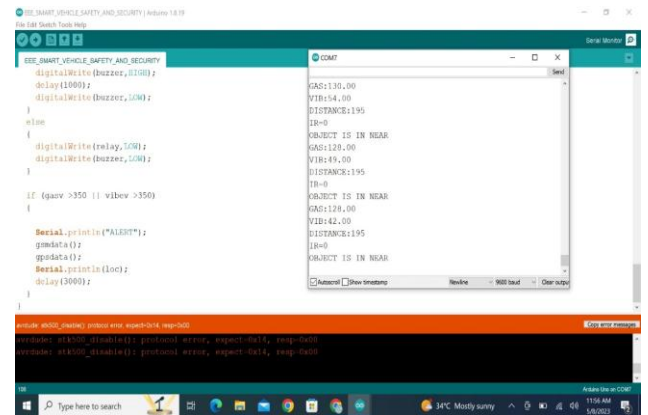 EEE_SMART_VEHICLE_SAFETY_AND_SECURITY | Arduino 1.8.19
File Edit Sketch Tools Help
Serial Monitor
EEE_SMART_VEHICLE_SAFETY_AND_SECURITY
digitalWrite(buzzer,HIGH);
delay(1000);
digitalWrite(buzzer,LOW);
}
else
{
digitalWrite(relay,LOW);
digitalWrite(buzzer,LOW);
}
if (gasv >350 || vibev >350)
{
Serial.println("ALERT");
gsmdata();
gpsdata();
Serial.println(loc);
delay(3000);
}
}
COM7
Send
GAS:130.00
VIB:54.00
DISTANCE:195
IR=0
OBJECT IS IN NEAR
GAS:128.00
VIB:49.00
DISTANCE:195
IR=0
OBJECT IS IN NEAR
GAS:128.00
VIB:42.00
DISTANCE:195
IR=0
OBJECT IS IN NEAR
Autoscroll Show timestamp
Newline
9600 baud
Clear output
avrdude: stk500_disable(): protocol error, expect=0x14, resp=0x00
Copy error messages
avrdude: stk500_disable(): protocol error, expect=0x14, resp=0x00
avrdude: stk500_disable(): protocol error, expect=0x14, resp=0x00
Arduino Uno on COM7
Type here to search
34°C Mostly sunny
11:56 AM
5/8/2023